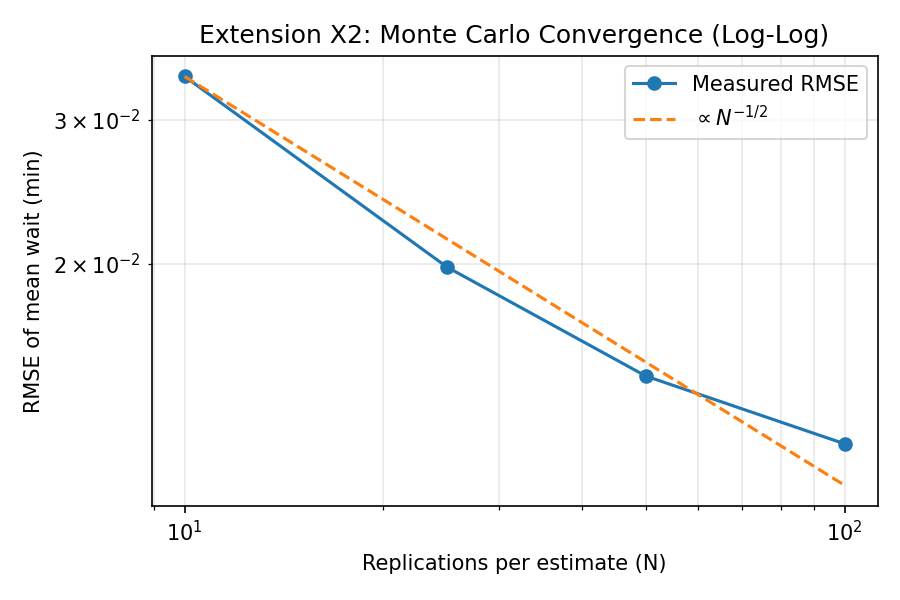 Extension X2: Monte Carlo Convergence (Log-Log)
Measured RMSE
∝ N^{-1/2}
RMSE of mean wait (min)
3 × 10^{-2}
2 × 10^{-2}
10^1
10^2
Replications per estimate (N)